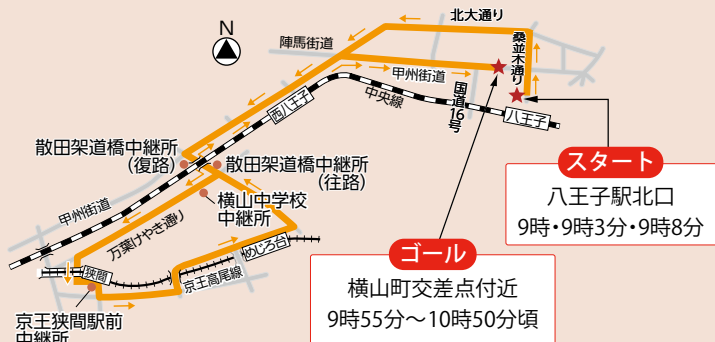 N
北大通り
陣馬街道
桑並木通り
甲州街道
国道16号
中央線
西八王子
八王子
散田架道橋中継所
(復路)
散田架道橋中継所
(往路)
横山中学校
中継所
甲州街道
万葉けやき通り
めじろ台
狭間
京王高尾線
京王狭間駅前
中継所
スタート
八王子駅北口
9時・9時3分・9時8分
ゴール
横山町交差点付近
9時55分〜10時50分頃